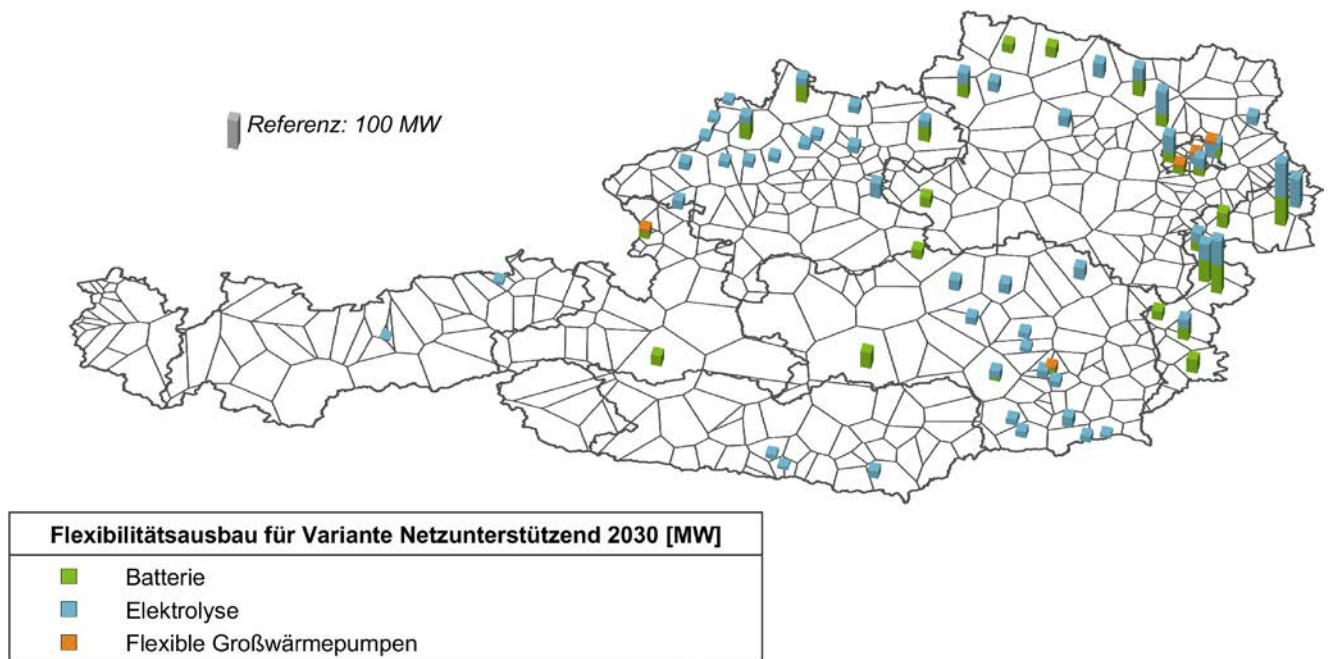 Referenz: 100 MW
Flexibilitätsausbau für Variante Netzunterstützend 2030 [MW]
Batterie
Elektrolyse
Flexible Großwärmepumpen